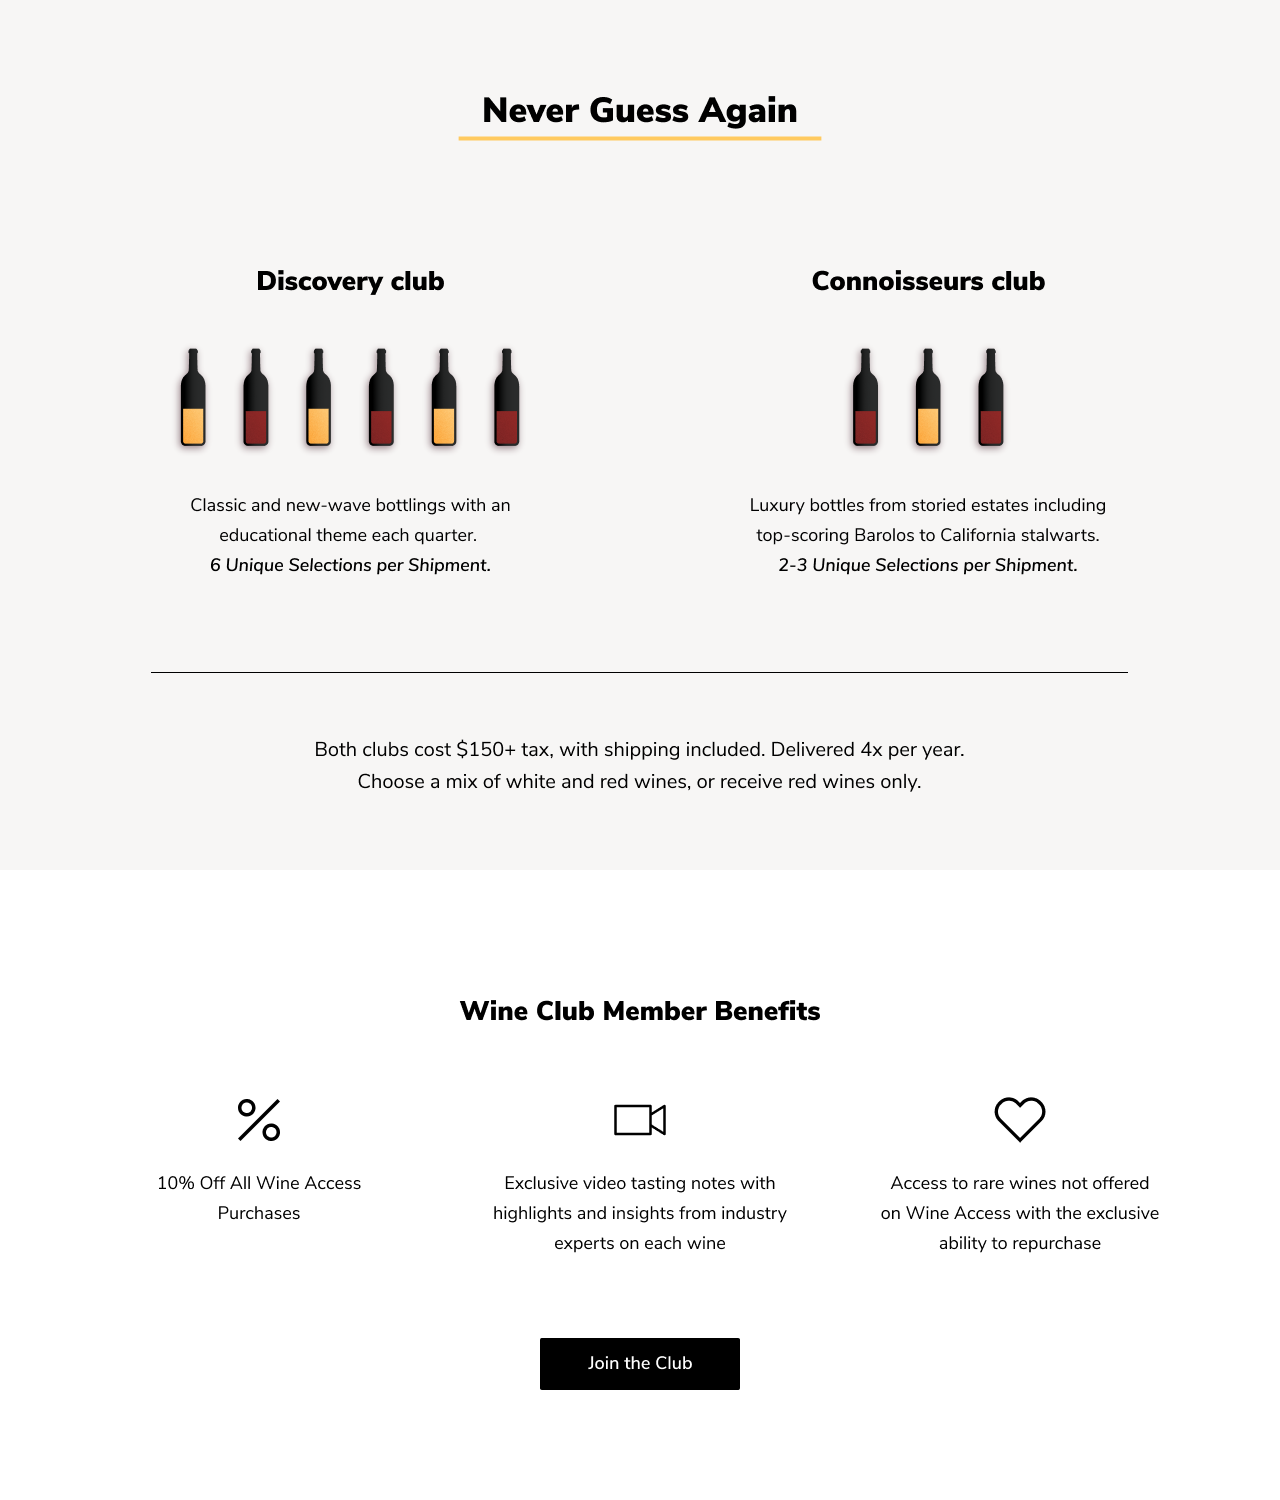 Never Guess Again
Discovery club
Classic and new-wave bottlings with an
educational theme each quarter.
6 Unique Selections per Shipment.
Connoisseurs club
Luxury bottles from storied estates including
top-scoring Barolos to California stalwarts.
2-3 Unique Selections per Shipment.
Both clubs cost $150+ tax, with shipping included. Delivered 4x per year.
Choose a mix of white and red wines, or receive red wines only.
Wine Club Member Benefits
10% Off All Wine Access
Purchases
Exclusive video tasting notes with
highlights and insights from industry
experts on each wine
Access to rare wines not offered
on Wine Access with the exclusive
ability to repurchase
Join the Club